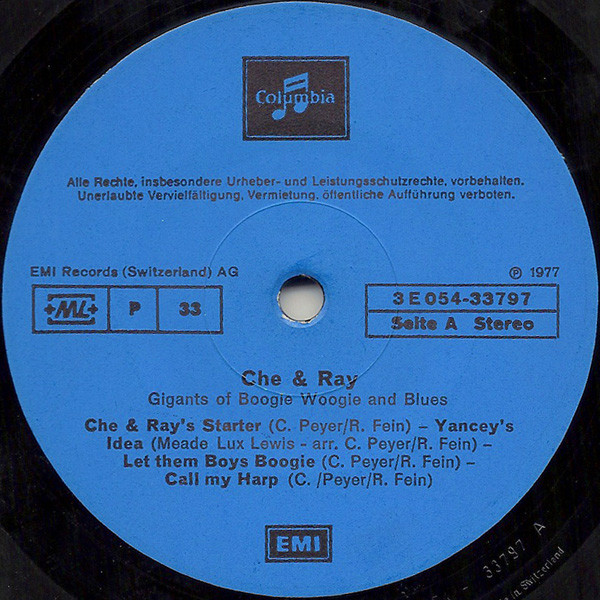 Columbia
Alle Rechte, insbesondere Urheber- und Leistungsschutzrechte, vorbehalten.
Unerlaubte Vervielfältigung, Vermietung, öffentliche Aufführung verboten.
EMI Records (Switzerland) AG
℗ 1977
+ML+ P 33
3E054-33797
Seite A Stereo
Che & Ray
Gigants of Boogie Woogie and Blues
Che & Ray's Starter (C. Peyer/R. Fein) – Yancey's
Idea (Meade Lux Lewis - arr. C. Peyer/R. Fein) –
Let them Boys Boogie (C. Peyer/R. Fein) –
Call my Harp (C. /Peyer/R. Fein)
EMI
33797 A
in Switzerland